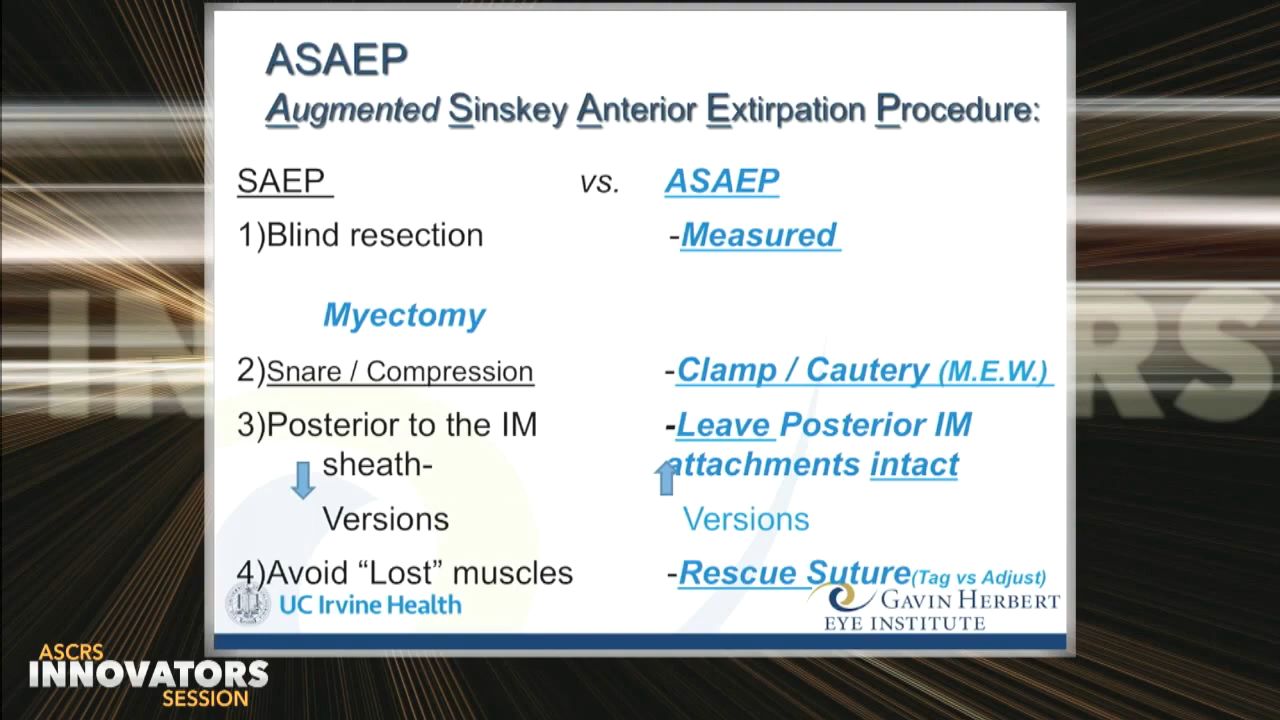 ASAEP
Augmented Sinskey Anterior Extirpation Procedure:
SAEP vs. ASAEP
1)Blind resection -Measured
Myectomy
2)Snare / Compression -Clamp / Cautery (M.E.W.)
3)Posterior to the IM -Leave Posterior IM
sheath- attachments intact
Versions Versions
4)Avoid “Lost” muscles -Rescue Suture(Tag vs Adjust)
UC Irvine Health
GAVIN HERBERT
EYE INSTITUTE
ASCRS
INNOVATORS
SESSION